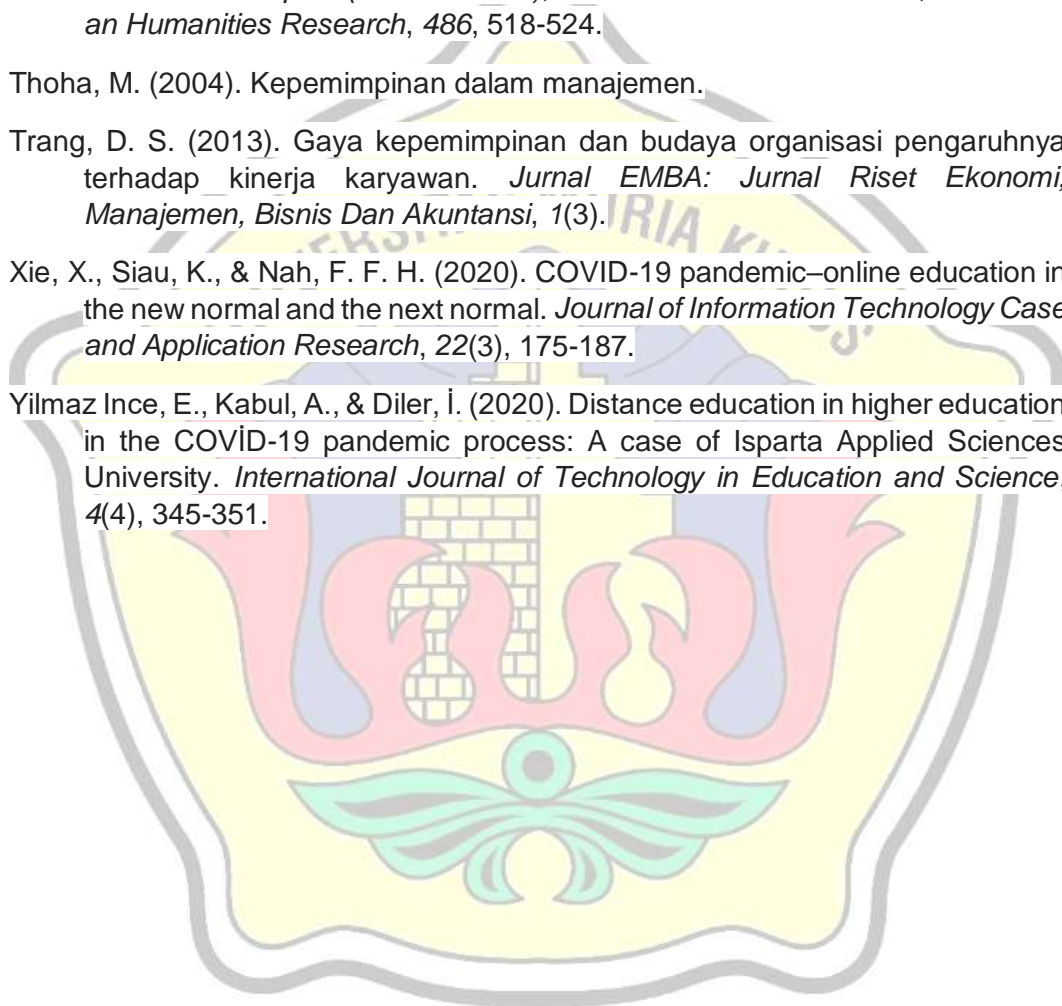 an Humanities Research, 486, 518-524.
Thoha, M. (2004). Kepemimpinan dalam manajemen.
Trang, D. S. (2013). Gaya kepemimpinan dan budaya organisasi pengaruhnya
terhadap kinerja karyawan. Jurnal EMBA: Jurnal Riset Ekonomi,
Manajemen, Bisnis Dan Akuntansi, 1(3).
Xie, X., Siau, K., & Nah, F. F. H. (2020). COVID-19 pandemic–online education in
the new normal and the next normal. Journal of Information Technology Case
and Application Research, 22(3), 175-187.
Yilmaz Ince, E., Kabul, A., & Diler, İ. (2020). Distance education in higher education
in the COVİD-19 pandemic process: A case of Isparta Applied Sciences
University. International Journal of Technology in Education and Science,
4(4), 345-351.